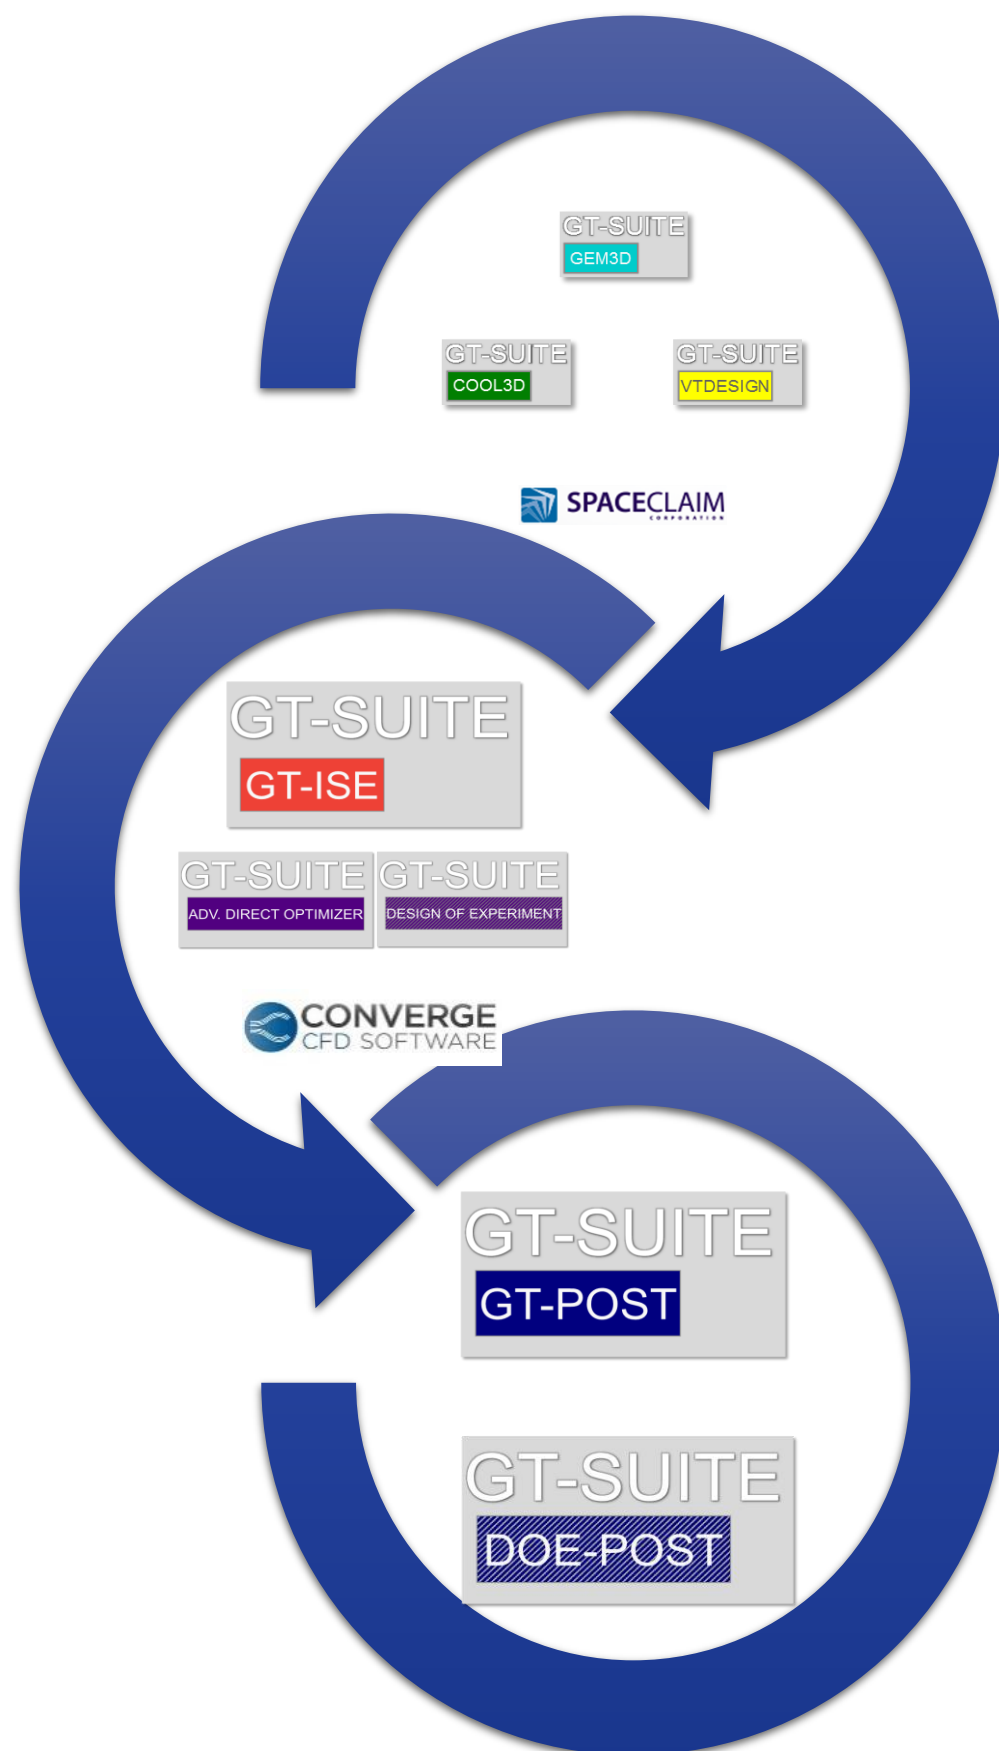 GT-SUITE
GEM3D
GT-SUITE
COOL3D
GT-SUITE
VTDESIGN
SPACECLAIM
CORPORATION
GT-SUITE
GT-ISE
GT-SUITE
ADV. DIRECT OPTIMIZER
GT-SUITE
DESIGN OF EXPERIMENT
CONVERGE
CFD SOFTWARE
GT-SUITE
GT-POST
GT-SUITE
DOE-POST